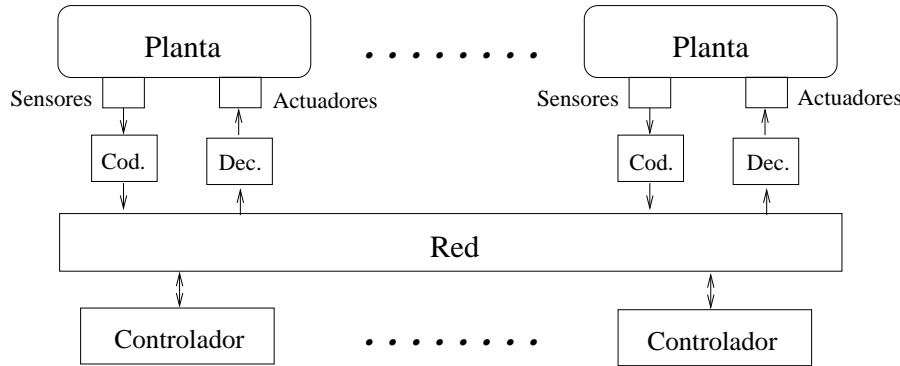 Planta
Planta
Sensores
Actuadores
Sensores
Actuadores
Cod.
Dec.
Cod.
Dec.
Red
Controlador
Controlador